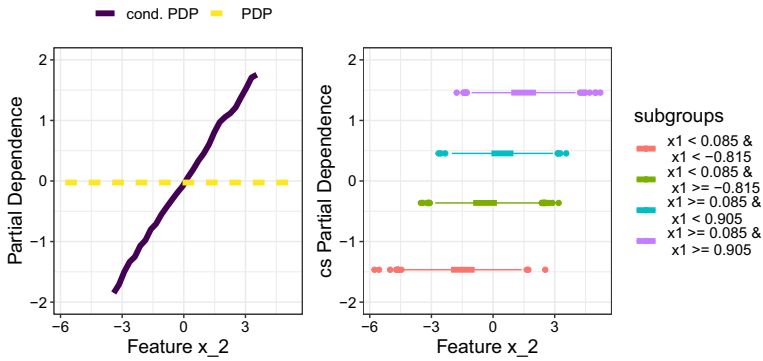 cond. PDP PDP
Partial Dependence
2
1
0
−1
−2
−6 −3 0 3
Feature x_2
cs Partial Dependence
2
1
0
−1
−2
−6 −3 0 3
Feature x_2
subgroups
x1 < 0.085 &
x1 < −0.815
x1 < 0.085 &
x1 >= −0.815
x1 >= 0.085 &
x1 < 0.905
x1 >= 0.085 &
x1 >= 0.905